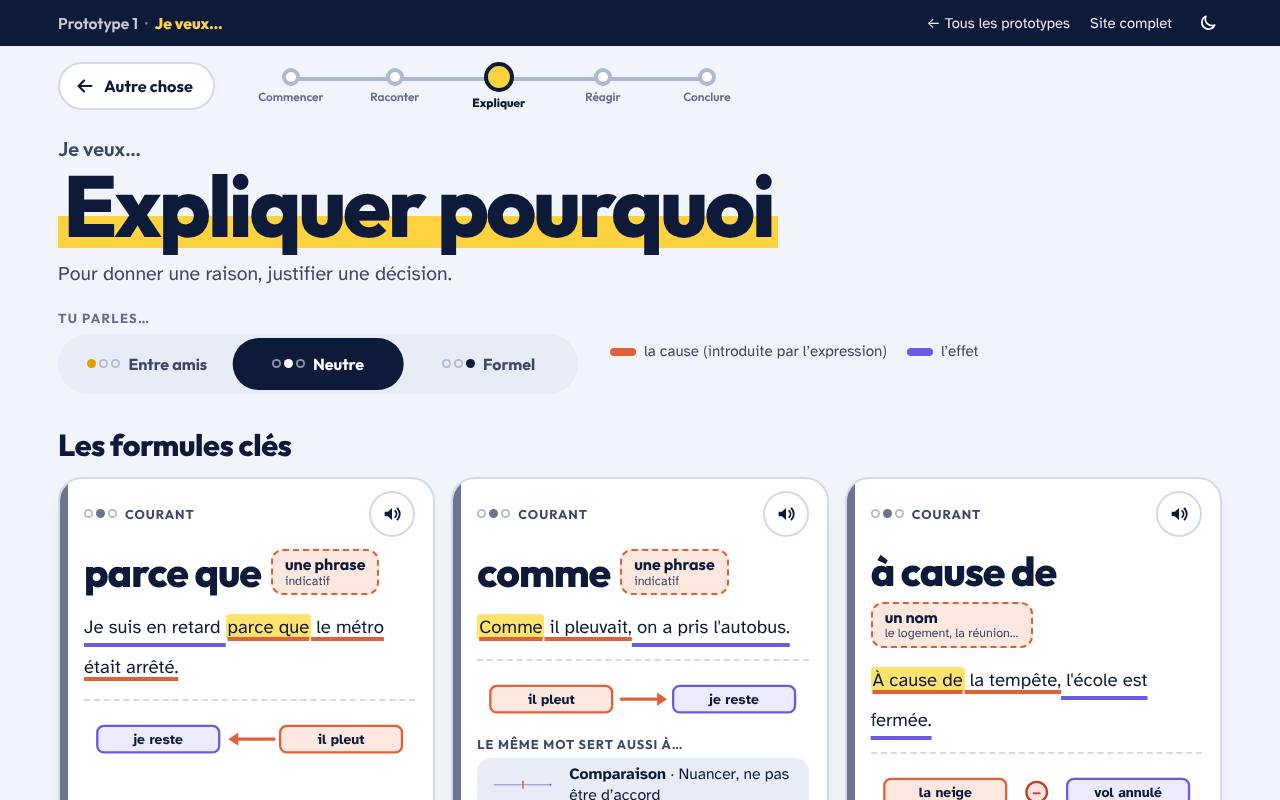 Prototype 1 · Je veux…
← Tous les prototypes Site complet
← Autre chose
Commencer Raconter Expliquer Réagir Conclure
Je veux…
Expliquer pourquoi
Pour donner une raison, justifier une décision.
TU PARLES…
Entre amis Neutre Formel
la cause (introduite par l’expression) l’effet
Les formules clés
COURANT
parce que une phrase
indicatif
Je suis en retard parce que le métro
était arrêté.
je reste il pleut
COURANT
comme une phrase
indicatif
Comme il pleuvait, on a pris l'autobus.
il pleut je reste
LE MÊME MOT SERT AUSSI À…
Comparaison · Nuancer, ne pas
être d’accord
COURANT
à cause de
un nom
le logement, la réunion…
À cause de la tempête, l'école est
fermée.
la neige − vol annulé